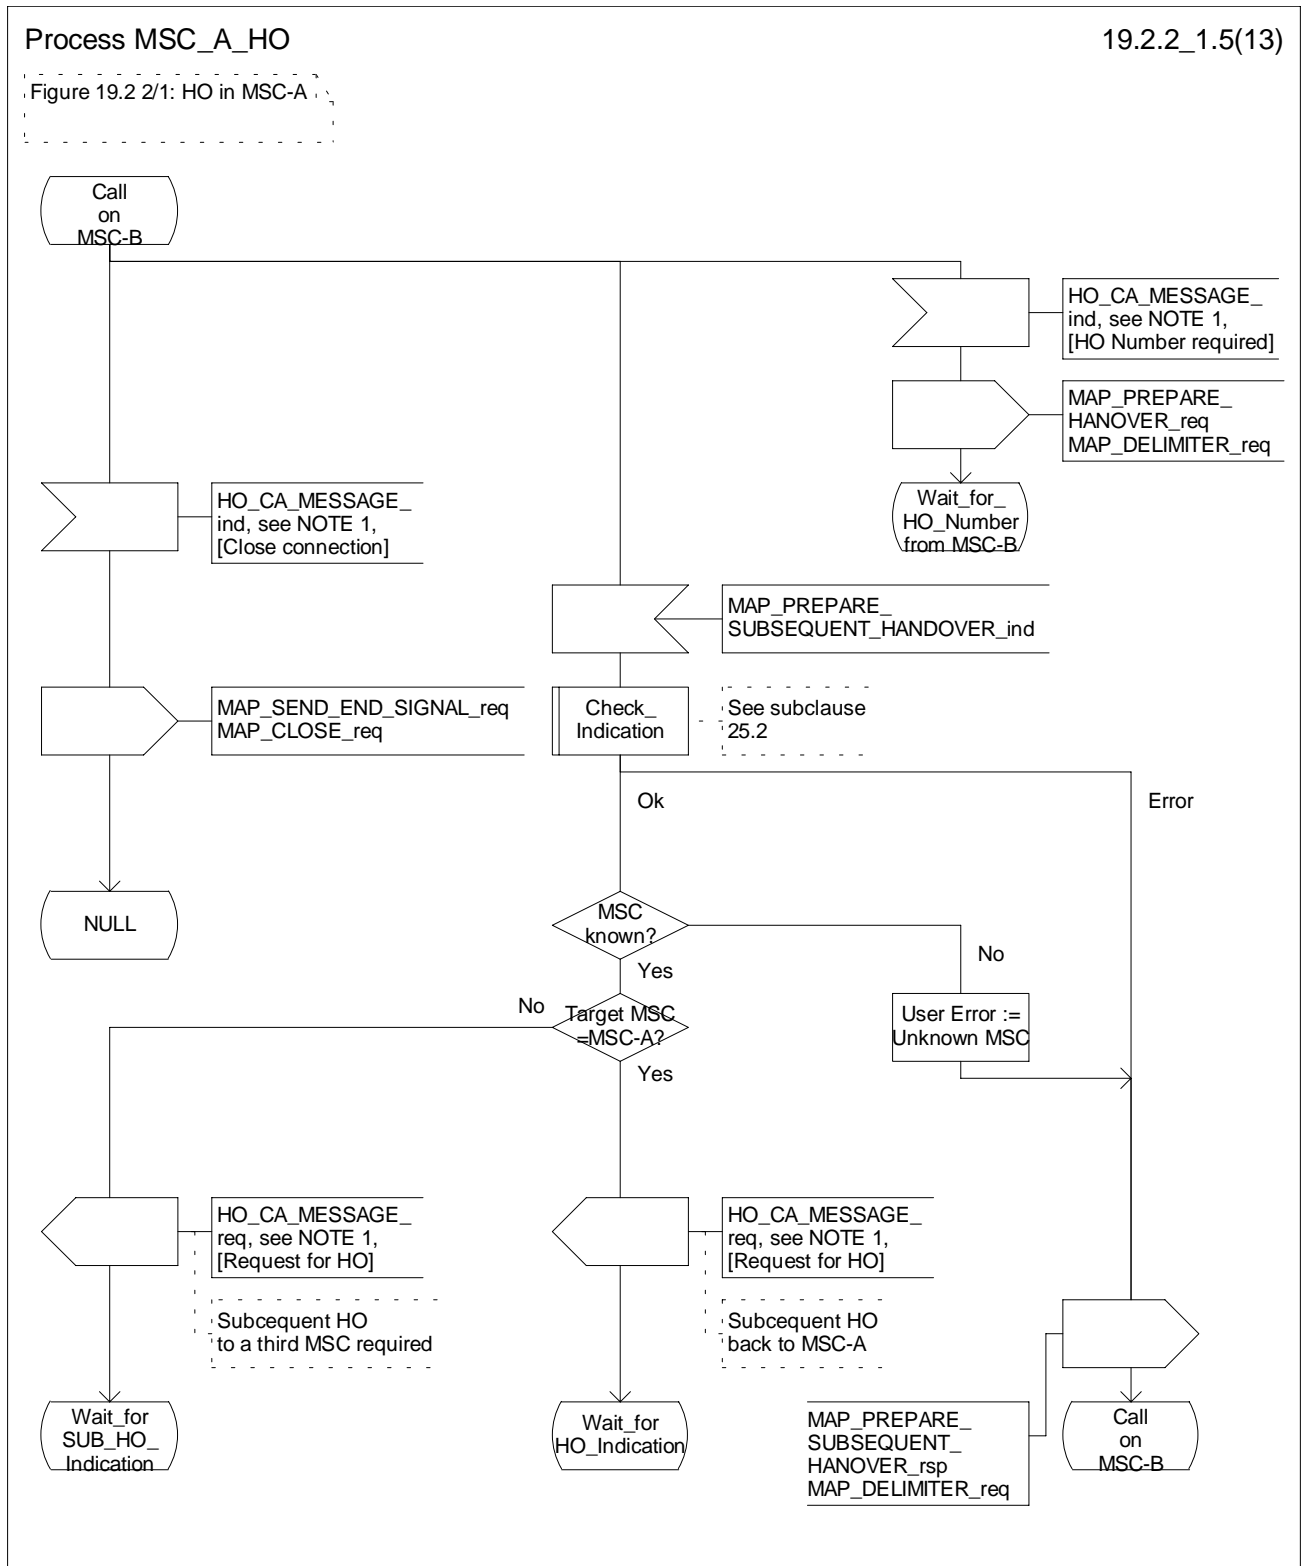 Process MSC_A_HO
19.2.2_1.5(13)
Figure 19.2 2/1: HO in MSC-A
Call
on
MSC-B
HO_CA_MESSAGE_
ind, see NOTE 1,
[HO Number required]
MAP_PREPARE_
HANOVER_req
MAP_DELIMITER_req
Wait_for_
HO_Number
from MSC-B
HO_CA_MESSAGE_
ind, see NOTE 1,
[Close connection]
MAP_PREPARE_
SUBSEQUENT_HANDOVER_ind
MAP_SEND_END_SIGNAL_req
MAP_CLOSE_req
Check_
Indication
See subclause
25.2
Ok
Error
NULL
MSC
known?
Yes
No
No
Target MSC
=MSC-A?
Yes
User Error :=
Unknown MSC
HO_CA_MESSAGE_
req, see NOTE 1,
[Request for HO]
Subcequent HO
to a third MSC required
HO_CA_MESSAGE_
req, see NOTE 1,
[Request for HO]
Subcequent HO
back to MSC-A
Wait_for
SUB_HO_
Indication
Wait_for
HO_Indication
MAP_PREPARE_
SUBSEQUENT_
HANOVER_rsp
MAP_DELIMITER_req
Call
on
MSC-B